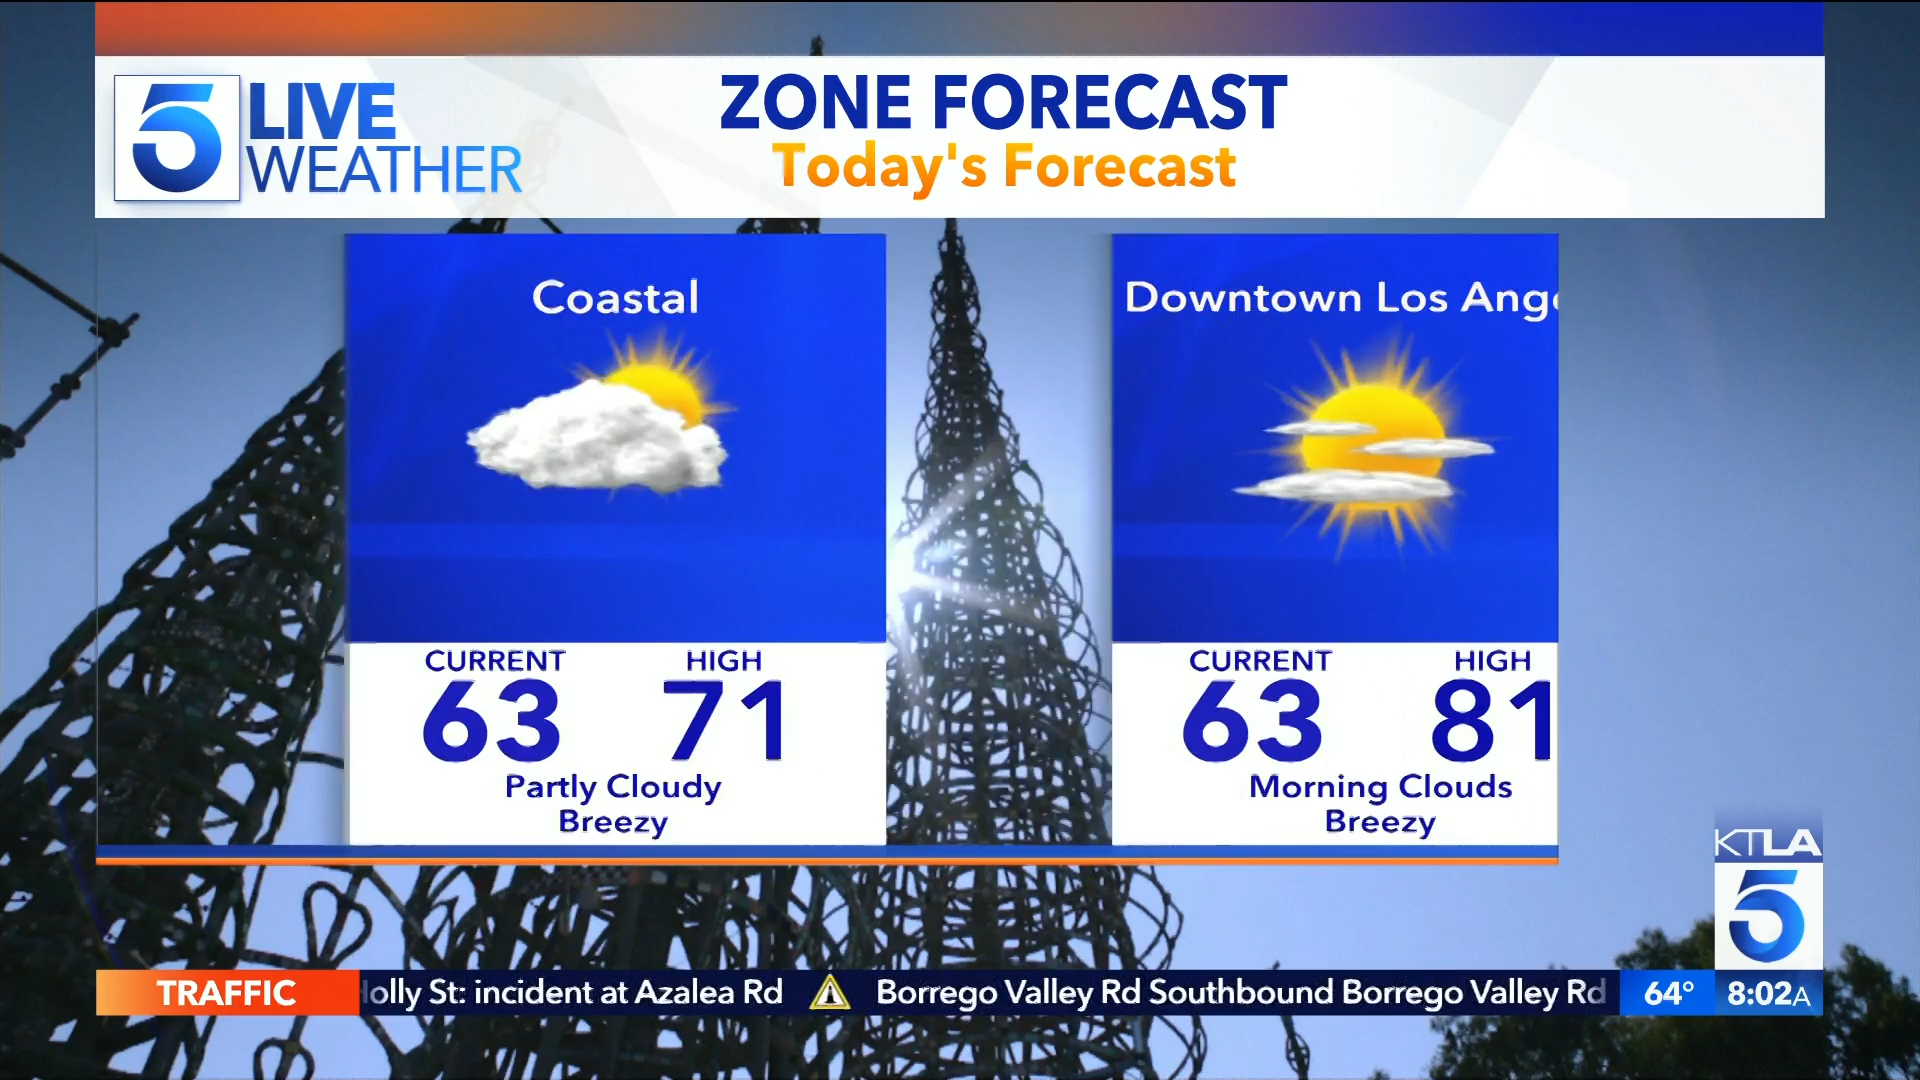 5 LIVE
WEATHER
ZONE FORECAST
Today's Forecast
Coastal
CURRENT HIGH
63 71
Partly Cloudy
Breezy
Downtown Los Ang
CURRENT HIGH
63 81
Morning Clouds
Breezy
KTLA
5
TRAFFIC
olly St: incident at Azalea Rd Borrego Valley Rd Southbound Borrego Valley Rd
64° 8:02A